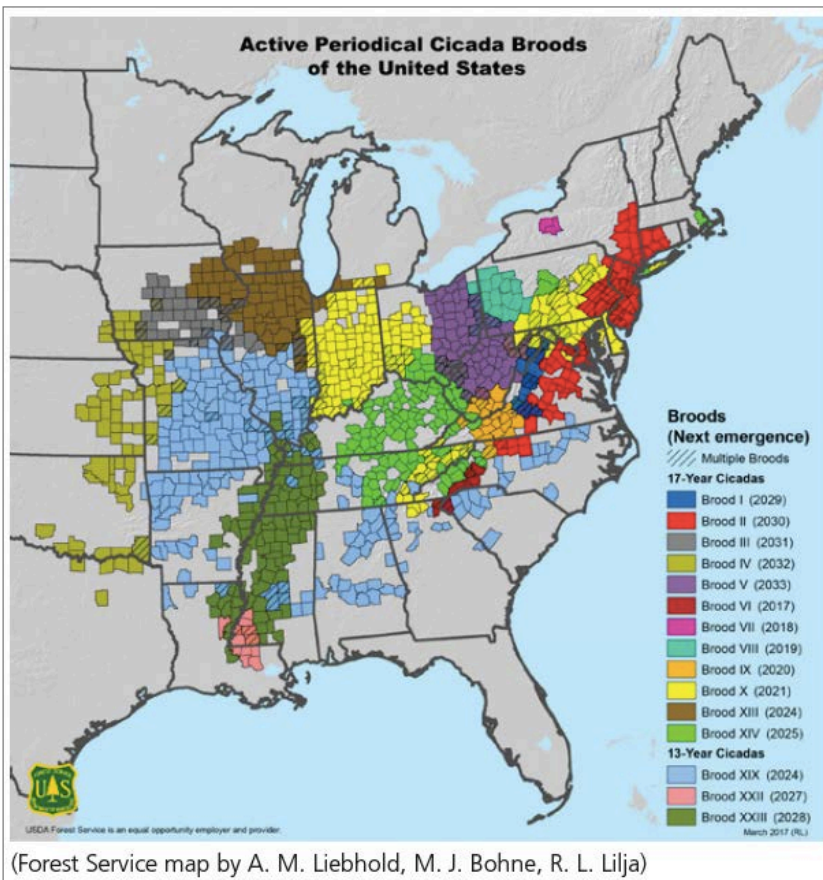 Active Periodical Cicada Broods
of the United States
Broods
(Next emergence)
Multiple Broods
17-Year Cicadas
Brood I (2029)
Brood II (2030)
Brood III (2031)
Brood IV (2032)
Brood V (2033)
Brood VI (2017)
Brood VII (2018)
Brood VIII (2019)
Brood IX (2020)
Brood X (2021)
Brood XIII (2024)
Brood XIV (2025)
13-Year Cicadas
Brood XIX (2024)
Brood XXII (2027)
Brood XXIII (2028)
FOREST SERVICE
U S
USDA Forest Service is an equal opportunity employer and provider.
March 2017 (RL)
(Forest Service map by A. M. Liebhold, M. J. Bohne, R. L. Lilja)